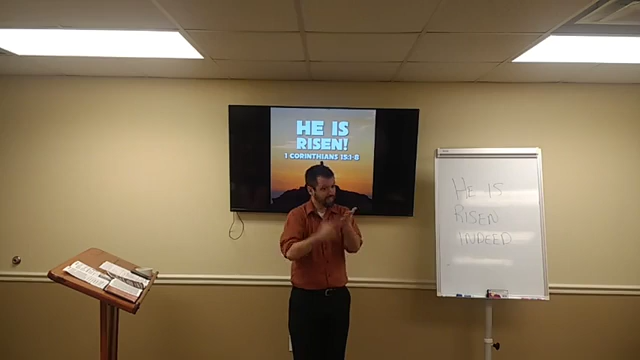 HE IS
RISEN!
1 CORINTHIANS 15:1-8
HE IS
RISEN
INDEED